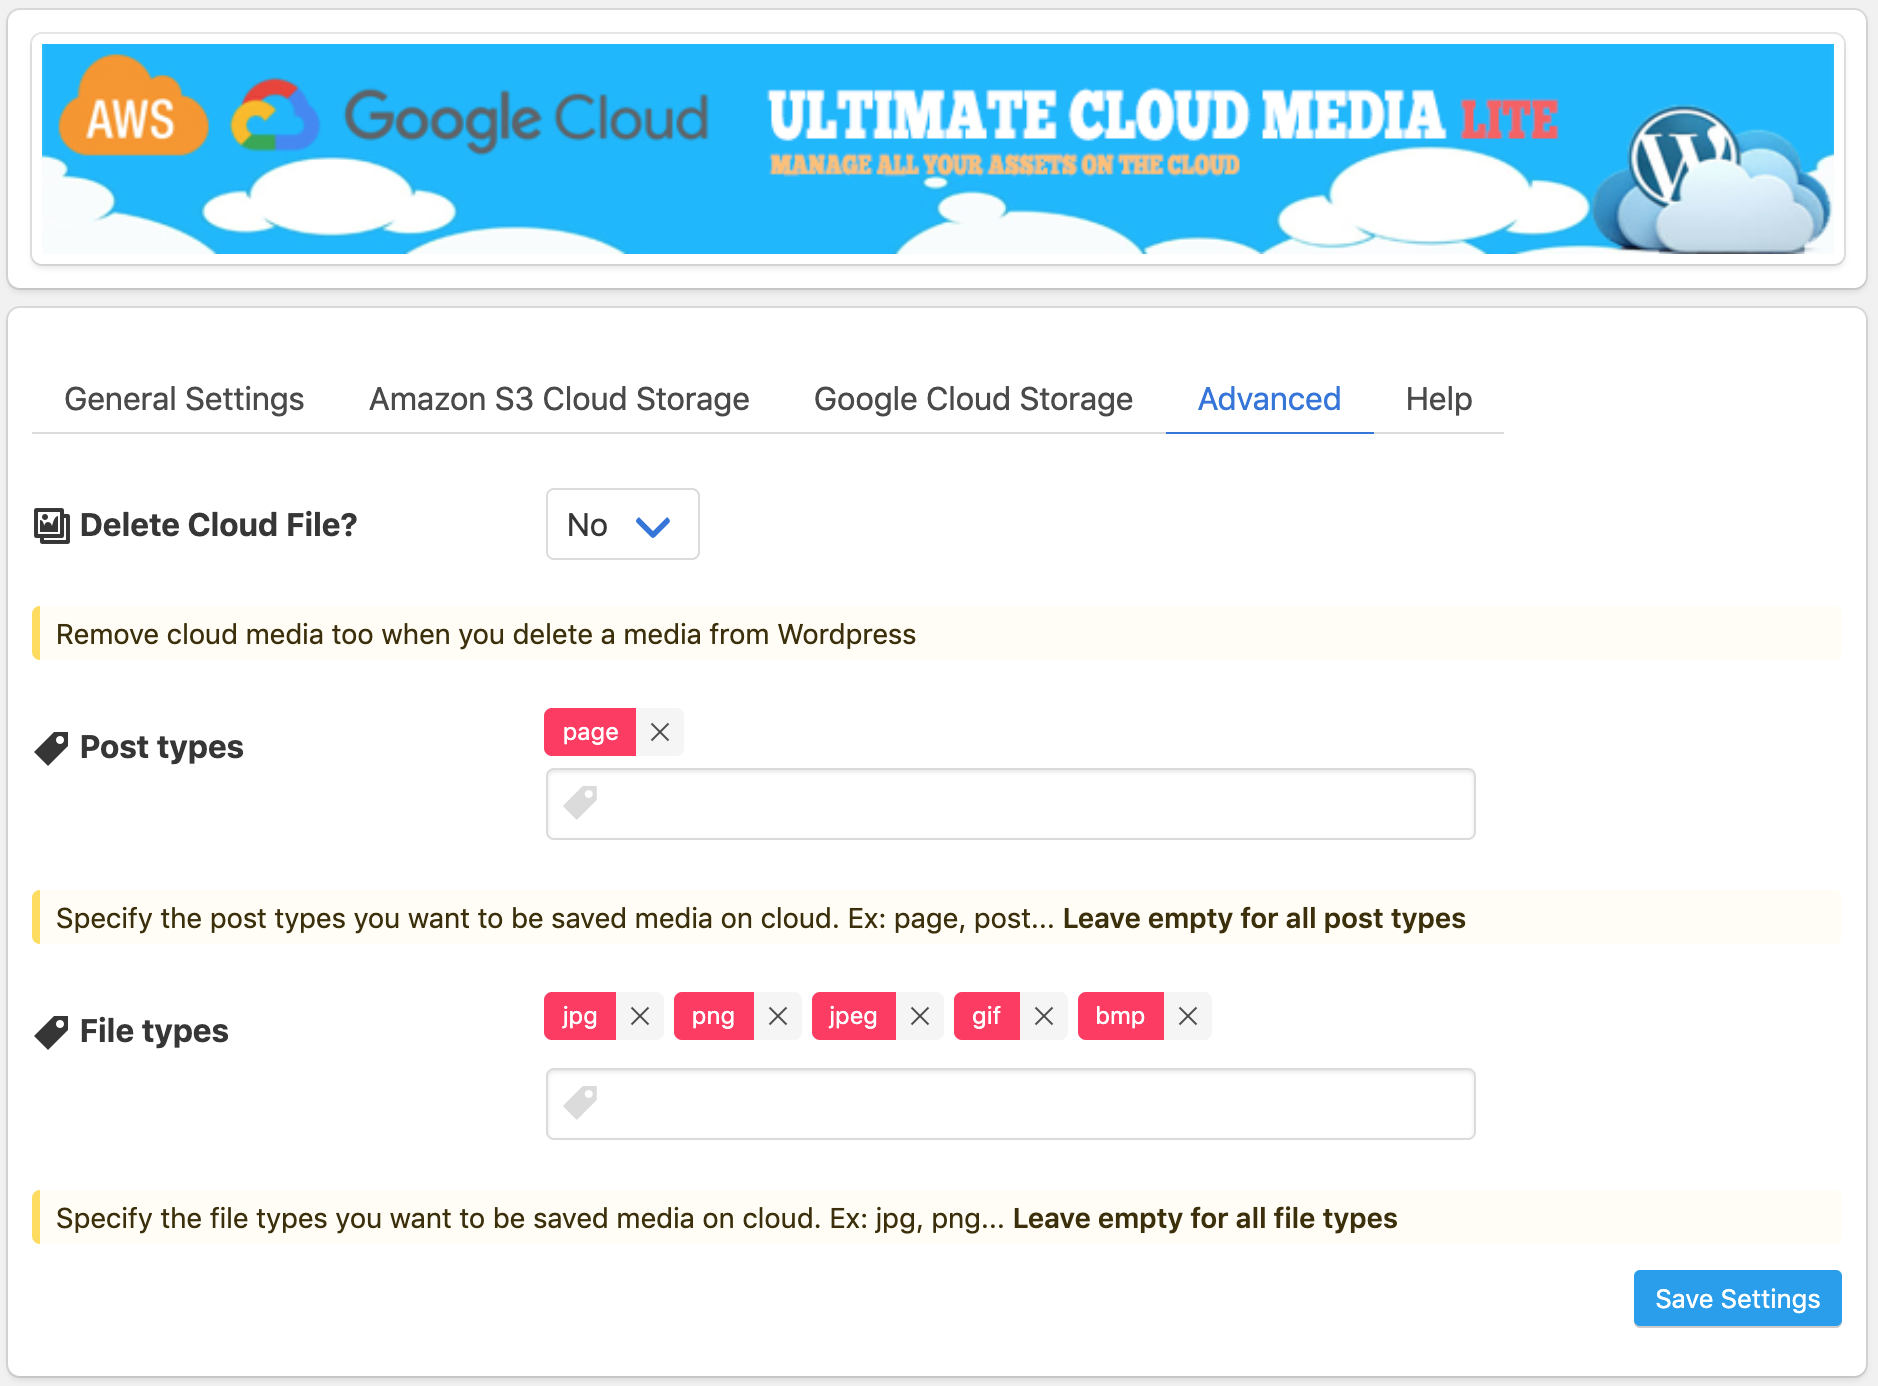 AWS Google Cloud ULTIMATE CLOUD MEDIA LITE
MANAGE ALL YOUR ASSETS ON THE CLOUD
General Settings Amazon S3 Cloud Storage Google Cloud Storage Advanced Help
Delete Cloud File? No
Remove cloud media too when you delete a media from Wordpress
Post types page
Specify the post types you want to be saved media on cloud. Ex: page, post... Leave empty for all post types
File types jpg png jpeg gif bmp
Specify the file types you want to be saved media on cloud. Ex: jpg, png... Leave empty for all file types
Save Settings